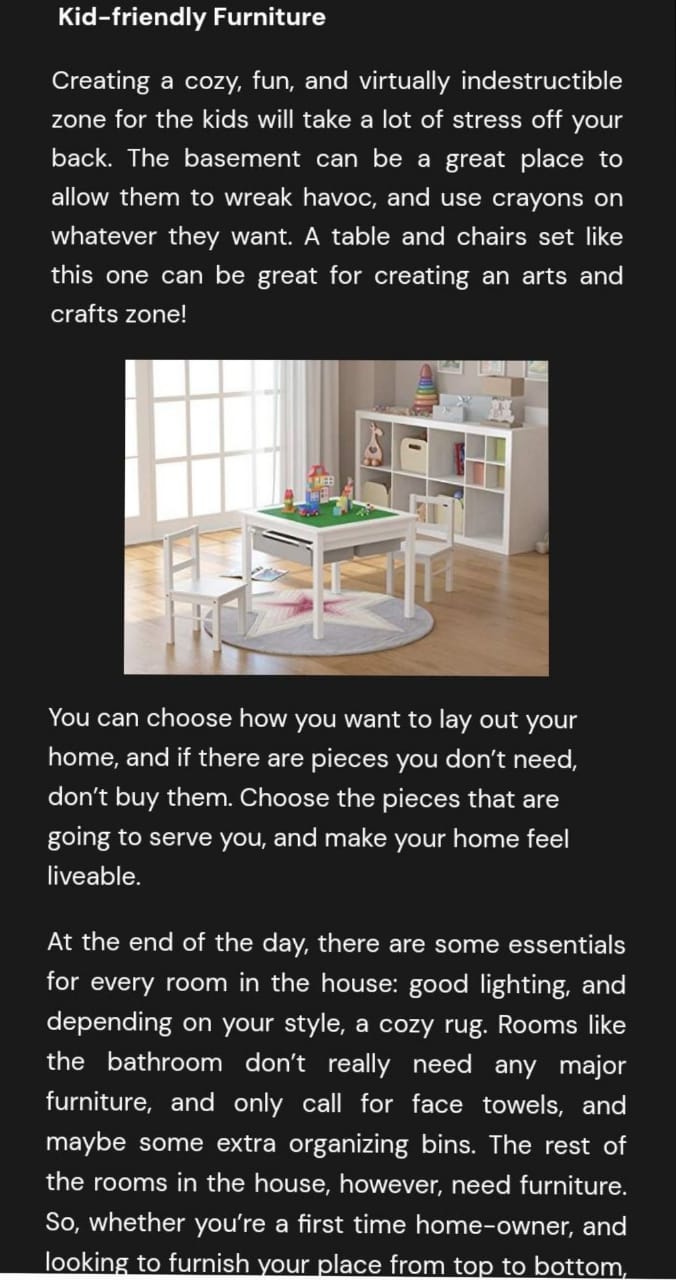 Kid-friendly Furniture
Creating a cozy, fun, and virtually indestructible
zone for the kids will take a lot of stress off your
back. The basement can be a great place to
allow them to wreak havoc, and use crayons on
whatever they want. A table and chairs set like
this one can be great for creating an arts and
crafts zone!
You can choose how you want to lay out your
home, and if there are pieces you don’t need,
don’t buy them. Choose the pieces that are
going to serve you, and make your home feel
liveable.
At the end of the day, there are some essentials
for every room in the house: good lighting, and
depending on your style, a cozy rug. Rooms like
the bathroom don’t really need any major
furniture, and only call for face towels, and
maybe some extra organizing bins. The rest of
the rooms in the house, however, need furniture.
So, whether you’re a first time home-owner, and
looking to furnish your place from top to bottom,